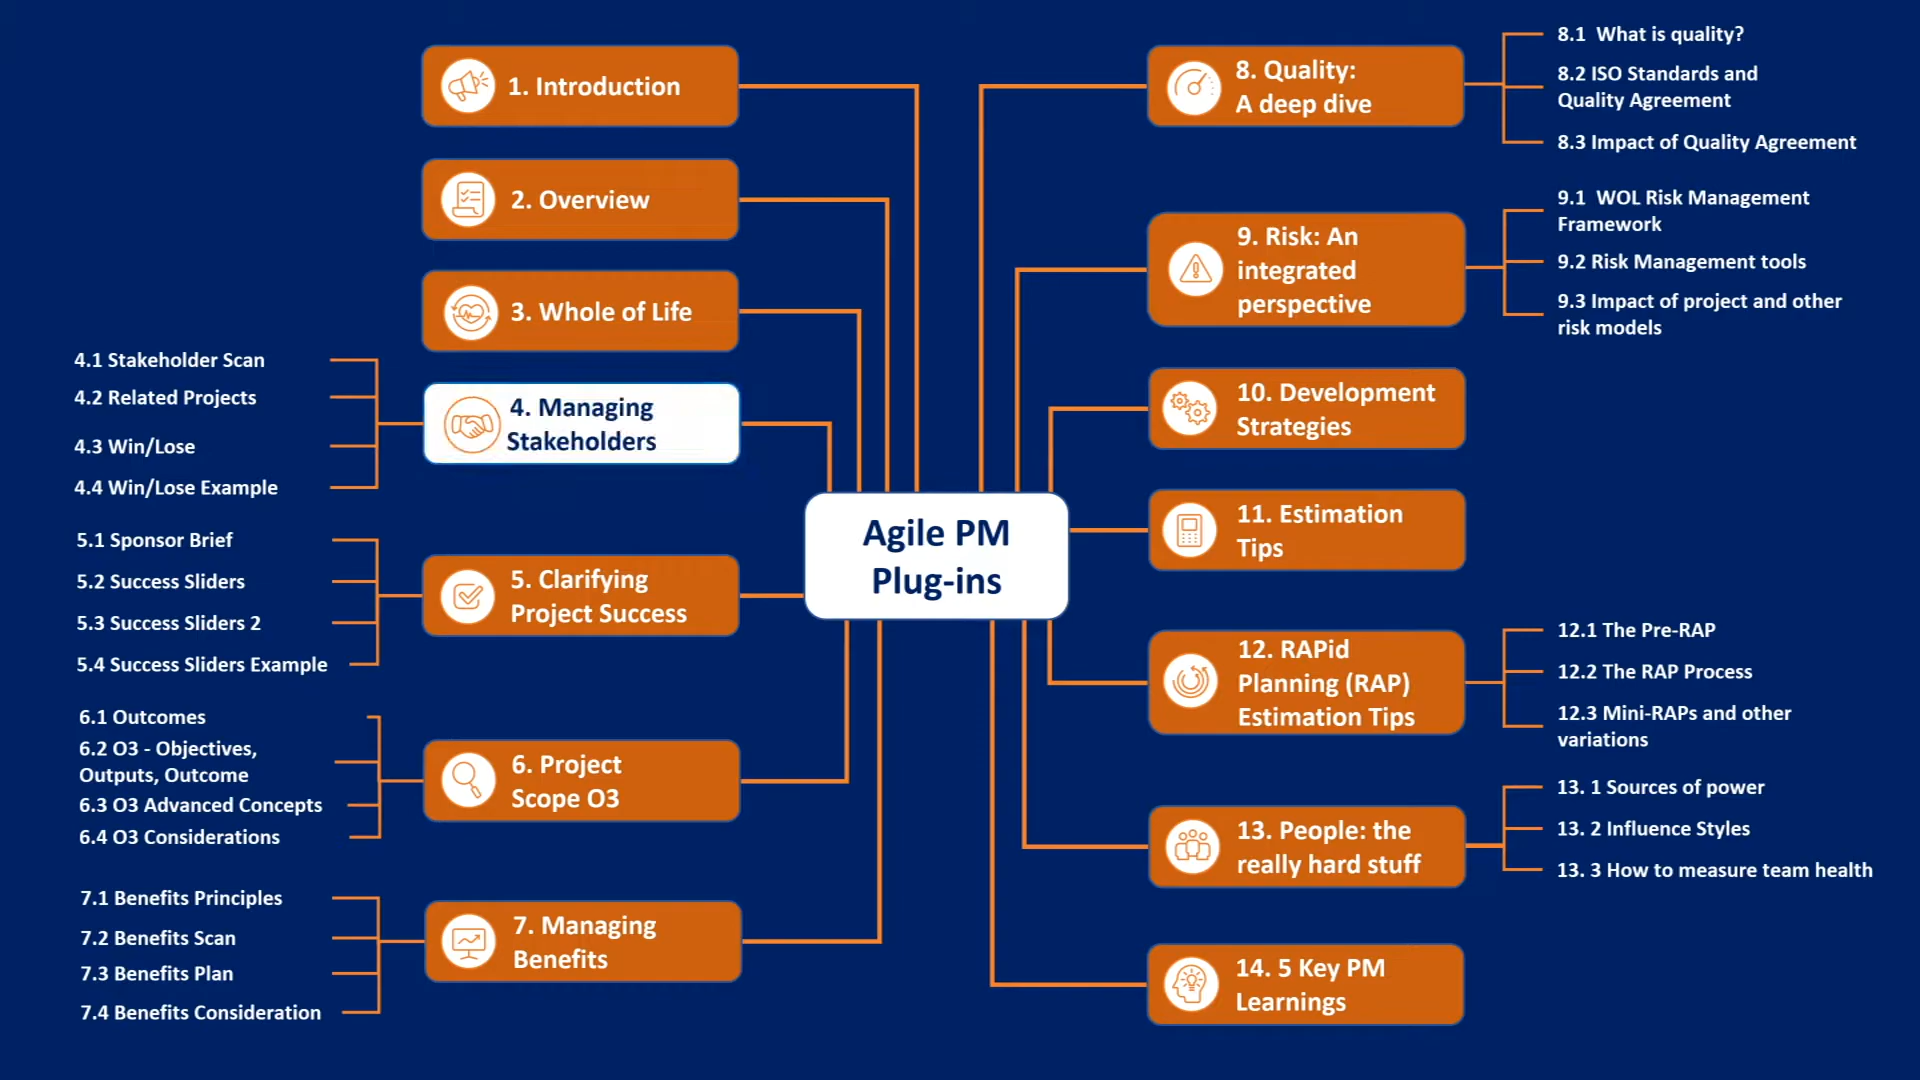 1. Introduction
2. Overview
3. Whole of Life
4. Managing
Stakeholders
4.1 Stakeholder Scan
4.2 Related Projects
4.3 Win/Lose
4.4 Win/Lose Example
5. Clarifying
Project Success
5.1 Sponsor Brief
5.2 Success Sliders
5.3 Success Sliders 2
5.4 Success Sliders Example
6. Project
Scope O3
6.1 Outcomes
6.2 O3 - Objectives,
Outputs, Outcome
6.3 O3 Advanced Concepts
6.4 O3 Considerations
7. Managing
Benefits
7.1 Benefits Principles
7.2 Benefits Scan
7.3 Benefits Plan
7.4 Benefits Consideration
Agile PM
Plug-ins
8. Quality:
A deep dive
8.1 What is quality?
8.2 ISO Standards and
Quality Agreement
8.3 Impact of Quality Agreement
9. Risk: An
integrated
perspective
9.1 WOL Risk Management
Framework
9.2 Risk Management tools
9.3 Impact of project and other
risk models
10. Development
Strategies
11. Estimation
Tips
12. RAPid
Planning (RAP)
Estimation Tips
12.1 The Pre-RAP
12.2 The RAP Process
12.3 Mini-RAPs and other
variations
13. People: the
really hard stuff
13. 1 Sources of power
13. 2 Influence Styles
13. 3 How to measure team health
14. 5 Key PM
Learnings